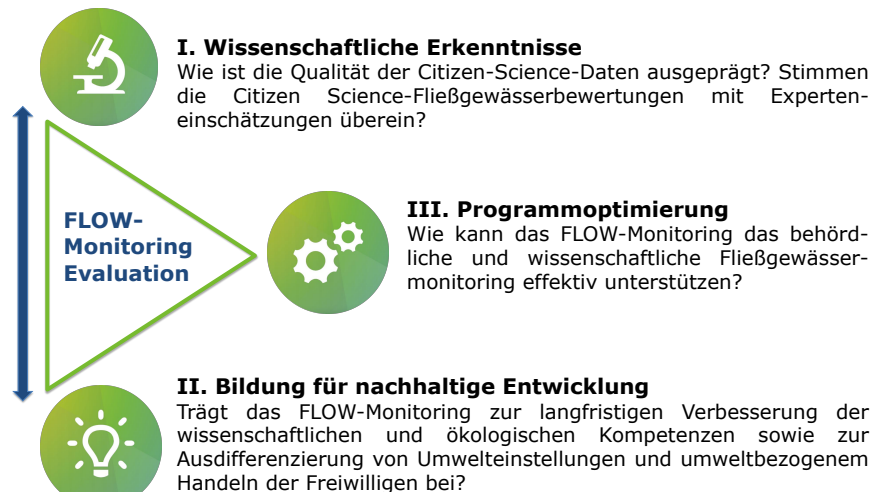 I. Wissenschaftliche Erkenntnisse
Wie ist die Qualität der Citizen-Science-Daten ausgeprägt? Stimmen
die Citizen Science-Fließgewässerbewertungen mit Experten-
einschätzungen überein?
FLOW-
Monitoring
Evaluation
III. Programmoptimierung
Wie kann das FLOW-Monitoring das behörd-
liche und wissenschaftliche Fließgewässer-
monitoring effektiv unterstützen?
II. Bildung für nachhaltige Entwicklung
Trägt das FLOW-Monitoring zur langfristigen Verbesserung der
wissenschaftlichen und ökologischen Kompetenzen sowie zur
Ausdifferenzierung von Umwelteinstellungen und umweltbezogenem
Handeln der Freiwilligen bei?